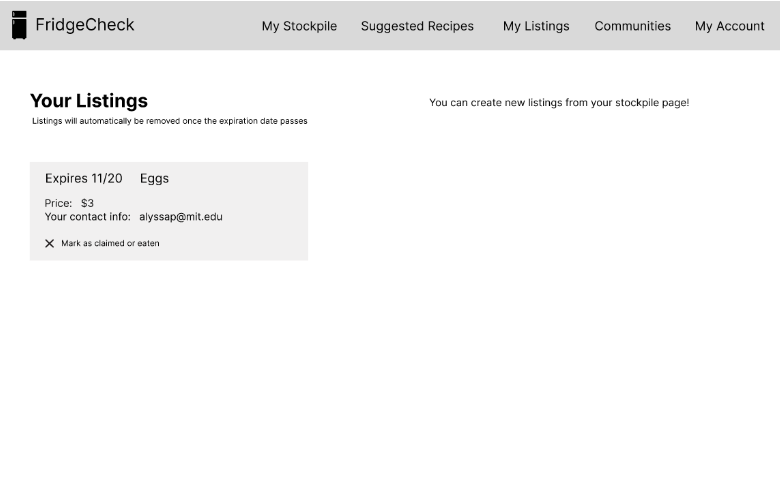 FridgeCheck My Stockpile Suggested Recipes My Listings Communities My Account
Your Listings
Listings will automatically be removed once the expiration date passes
You can create new listings from your stockpile page!
Expires 11/20 Eggs
Price: $3
Your contact info: alyssap@mit.edu
Mark as claimed or eaten